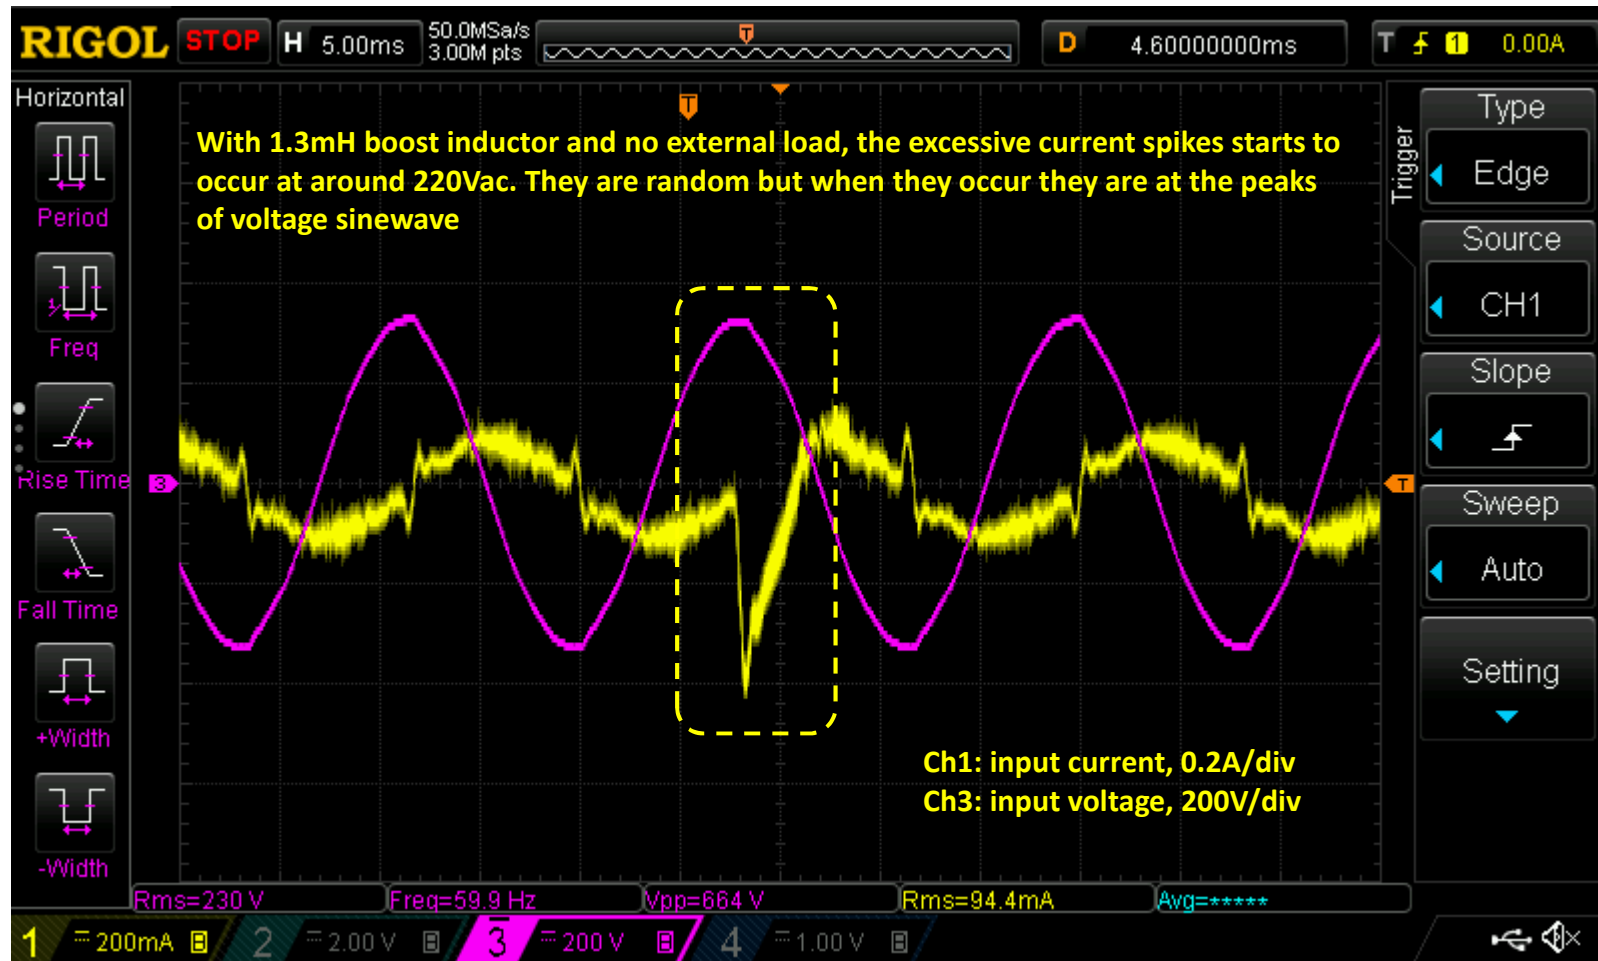 RIGOL STOP H 5.00ms 50.0MSa/s 3.00M pts T D 4.60000000ms T 1 0.00A
Horizontal
Period
Freq
Rise Time
Fall Time
+Width
-Width
T
With 1.3mH boost inductor and no external load, the excessive current spikes starts to
occur at around 220Vac. They are random but when they occur they are at the peaks
of voltage sinewave
3
T
Ch1: input current, 0.2A/div
Ch3: input voltage, 200V/div
Trigger
Type
Edge
Source
CH1
Slope
Sweep
Auto
Setting
Rms=230 V Freq=59.9 Hz Vpp=664 V Rms=94.4mA Avg=*****
1 200mA B 2 2.00 V B 3 200 V B 4 1.00 V B